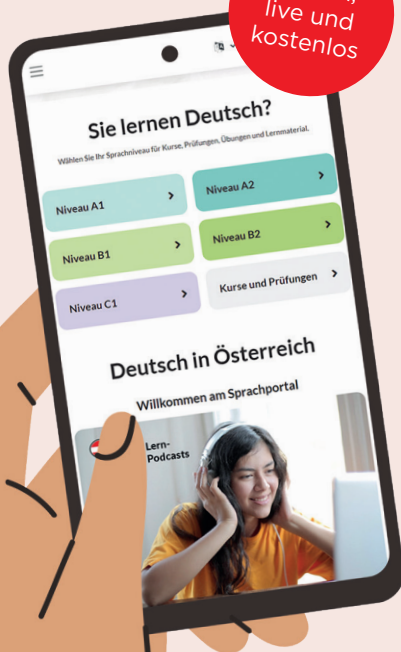 live und
kostenlos
Sie lernen Deutsch?
Wählen Sie Ihr Sprachniveau für Kurse, Prüfungen, Übungen und Lernmaterial.
Niveau A1
Niveau A2
Niveau B1
Niveau B2
Niveau C1
Kurse und Prüfungen
Deutsch in Österreich
Willkommen am Sprachportal
Lern-
Podcasts